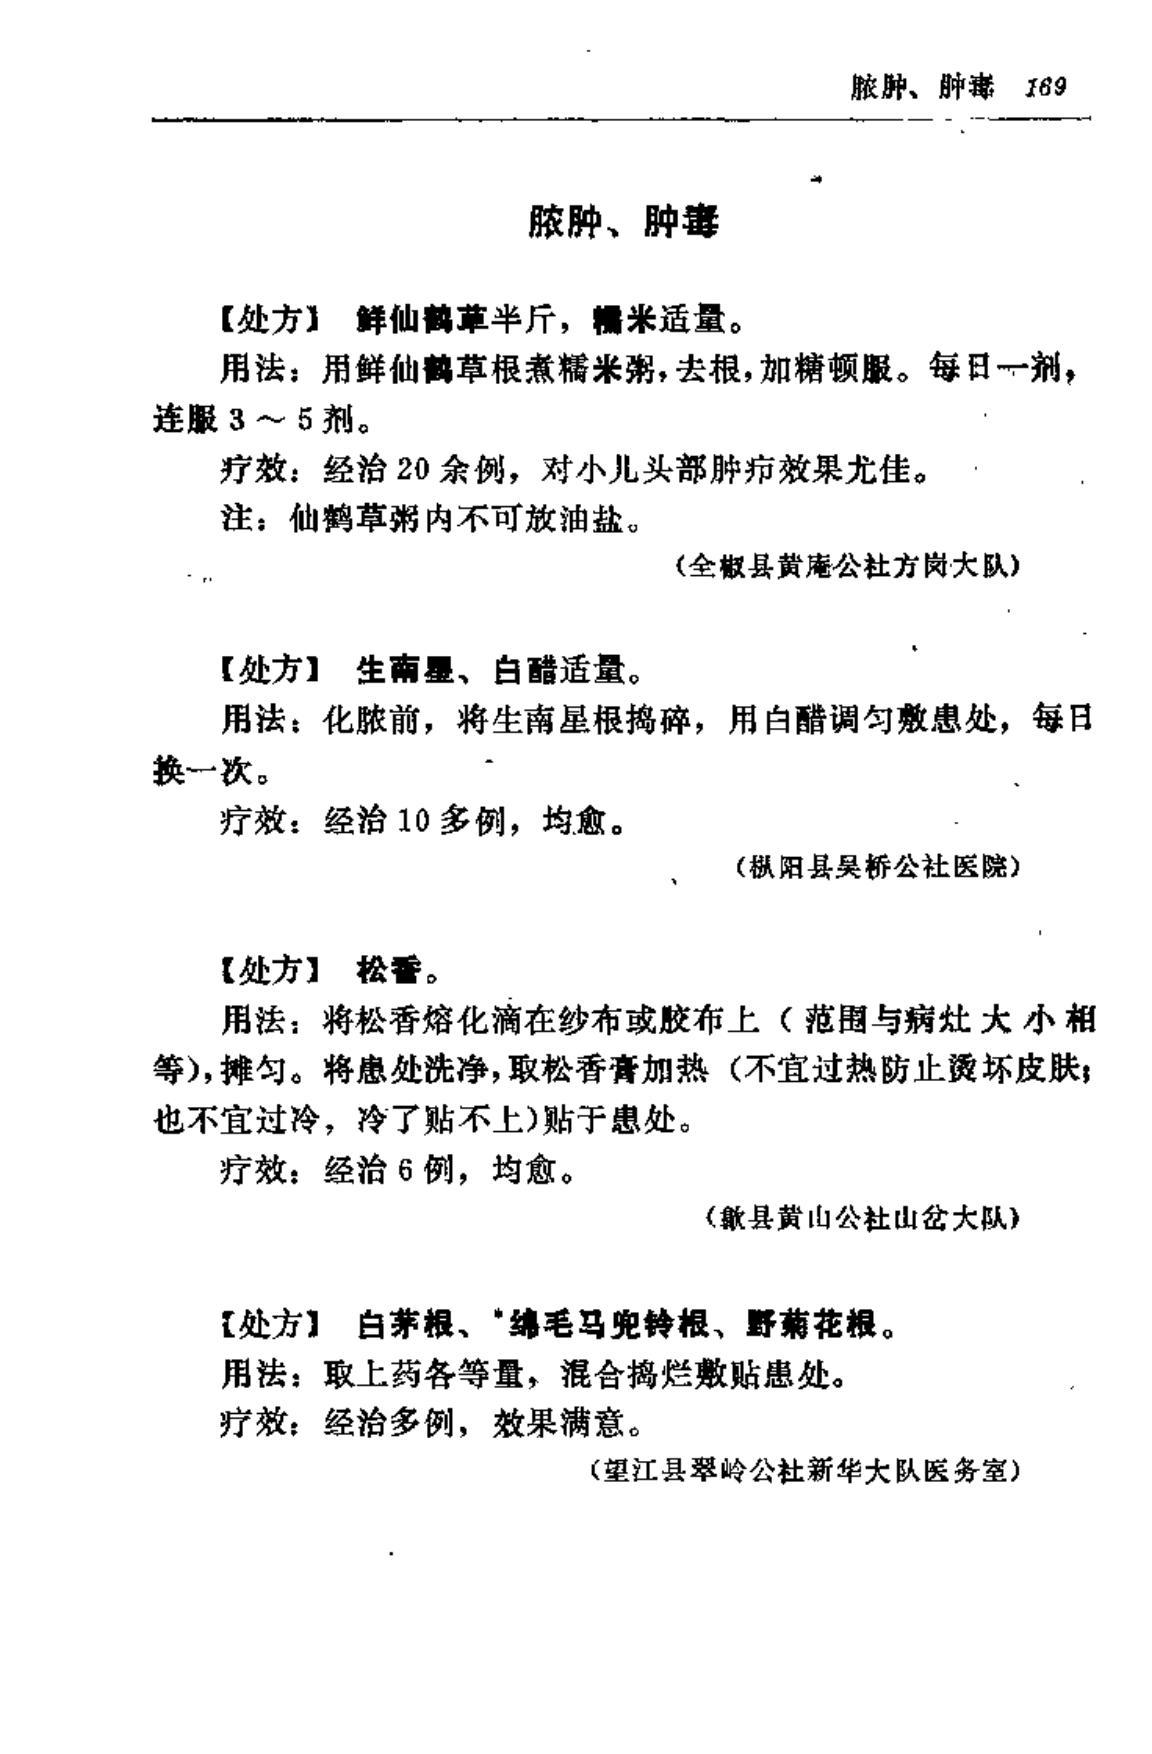 脓肿、肿毒 169
脓肿、肿毒
【处方】 鲜仙鹤草半斤，糯米适量。
用法：用鲜仙鹤草根煮糯米粥，去根，加糖顿服。每日一剂，
连服3～5剂。
疗效：经治20余例，对小儿头部肿疖效果尤佳。
注：仙鹤草粥内不可放油盐。
（全椒县黄庵公社方岗大队）
【处方】 生南星、白醋适量。
用法：化脓前，将生南星根捣碎，用白醋调匀敷患处，每日
换一次。
疗效：经治10多例，均愈。
（枞阳县吴桥公社医院）
【处方】 松香。
用法：将松香熔化滴在纱布或胶布上（范围与病灶大小相
等），摊匀。将患处洗净，取松香膏加热（不宜过热防止烫坏皮肤；
也不宜过冷，冷了贴不上）贴于患处。
疗效：经治6例，均愈。
（歙县黄山公社山岔大队）
【处方】 白茅根、*绵毛马兜铃根、野菊花根。
用法：取上药各等量，混合捣烂敷贴患处。
疗效：经治多例，效果满意。
（望江县翠岭公社新华大队医务室）